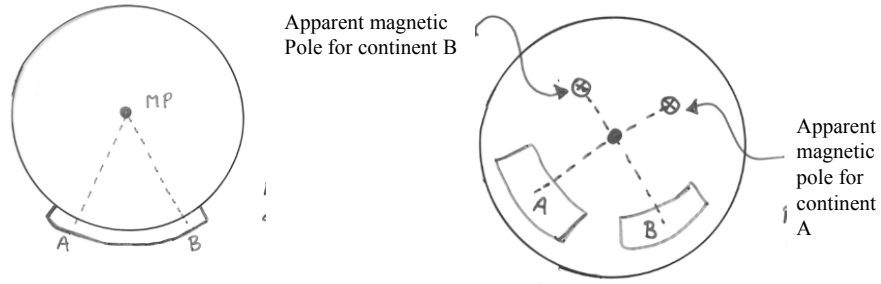 MP
A
B
Apparent magnetic
Pole for continent B
A
B
Apparent
magnetic
pole for
continent
A